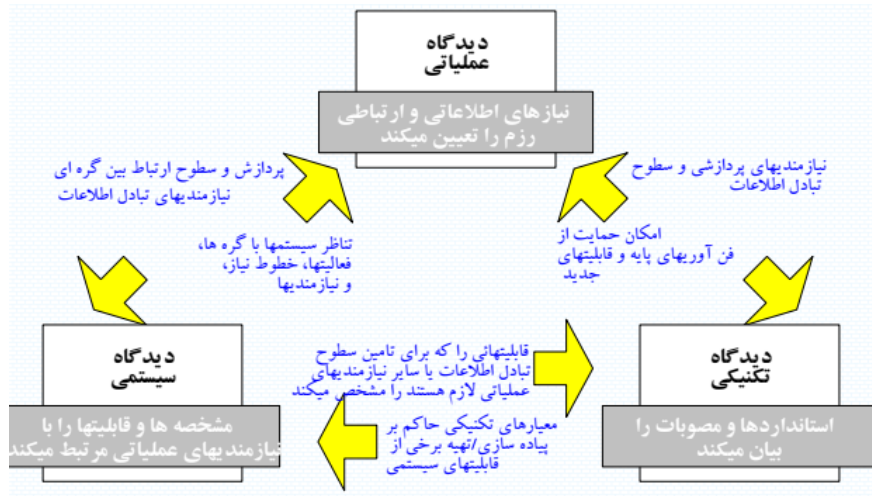 دیدگاه
عملیاتی
نیازهای اطلاعاتی و ارتباطی
رزم را تعیین میکند
پردازش و سطوح ارتباط بین گره ای
نیازمندیهای تبادل اطلاعات
نیازمندیهای پردازشی و سطوح
تبادل اطلاعات
تناظر سیستمها با گره ها،
فعالیتها، خطوط نیاز،
و نیازمندیها
امکان حمایت از
فن آوریهای پایه و قابلیتهای
جدید
دیدگاه
سیستمی
مشخصه ها و قابلیتها را با
نیازمندیهای عملیاتی مرتبط میکند
قابلیتهائی را که برای تامین سطوح
تبادل اطلاعات یا سایر نیازمندیهای
عملیاتی لازم هستند را مشخص میکند
معیارهای تکنیکی حاکم بر
پیاده سازی/تهیه برخی از
قابلیتهای سیستمی
دیدگاه
تکنیکی
استانداردها و مصوبات را
بیان میکند